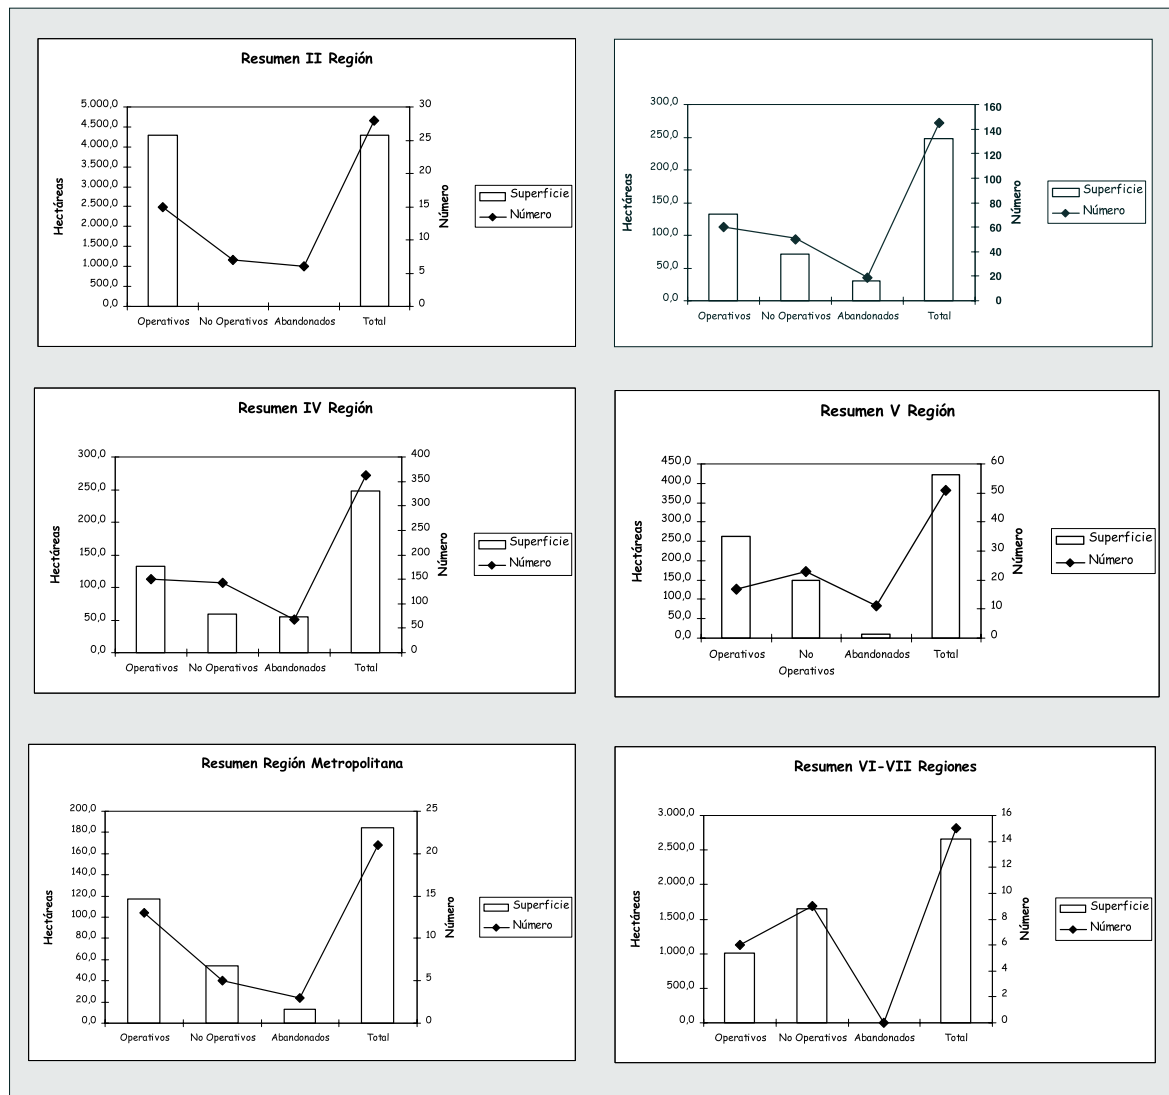 Resumen II Región
5.000,0
4.500,0
4.000,0
3.500,0
3.000,0
2.500,0
2.000,0
1.500,0
1.000,0
500,0
0,0
Hectáreas
30
25
20
15
10
5
0
Número
Operativos No Operativos Abandonados Total
Superficie
Número
300,0
250,0
200,0
150,0
100,0
50,0
0,0
Hectáreas
160
140
120
100
80
60
40
20
0
Número
Operativos No Operativos Abandonados Total
Superficie
Número
Resumen IV Región
300,0
250,0
200,0
150,0
100,0
50,0
0,0
Hectáreas
400
350
300
250
200
150
100
50
0
Número
Operativos No Operativos Abandonados Total
Superficie
Número
Resumen V Región
450,0
400,0
350,0
300,0
250,0
200,0
150,0
100,0
50,0
0,0
Hectáreas
60
50
40
30
20
10
0
Número
Operativos No Abandonados Total
Operativos
Superficie
Número
Resumen Región Metropolitana
200,0
180,0
160,0
140,0
120,0
100,0
80,0
60,0
40,0
20,0
0,0
Hectáreas
25
20
15
10
5
0
Número
Operativos No Operativos Abandonados Total
Superficie
Número
Resumen VI-VII Regiones
3.000,0
2.500,0
2.000,0
1.500,0
1.000,0
500,0
0,0
Hectáreas
16
14
12
10
8
6
4
2
0
Número
Operativos No Operativos Abandonados Total
Superficie
Número